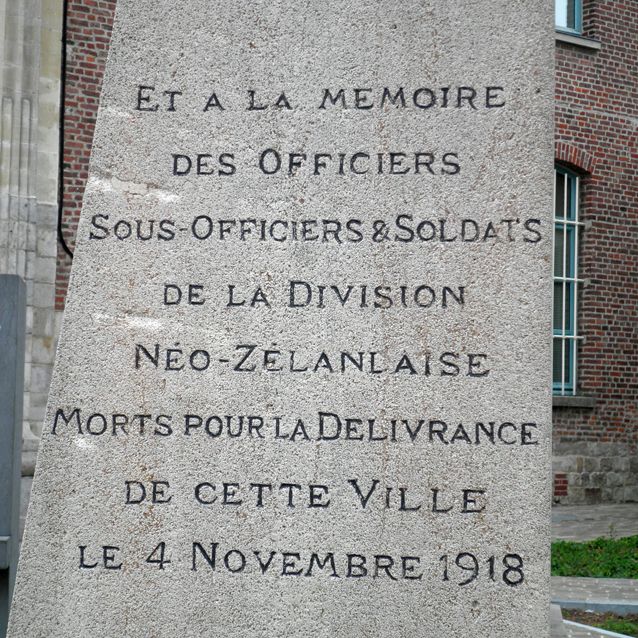 ET A LA MEMOIRE
DES OFFICIERS
SOUS-OFFICIERS & SOLDATS
DE LA DIVISION
NÉO-ZÉLANLAISE
MORTS POUR LA DELIVRANCE
DE CETTE VILLE
LE 4 NOVEMBRE 1918